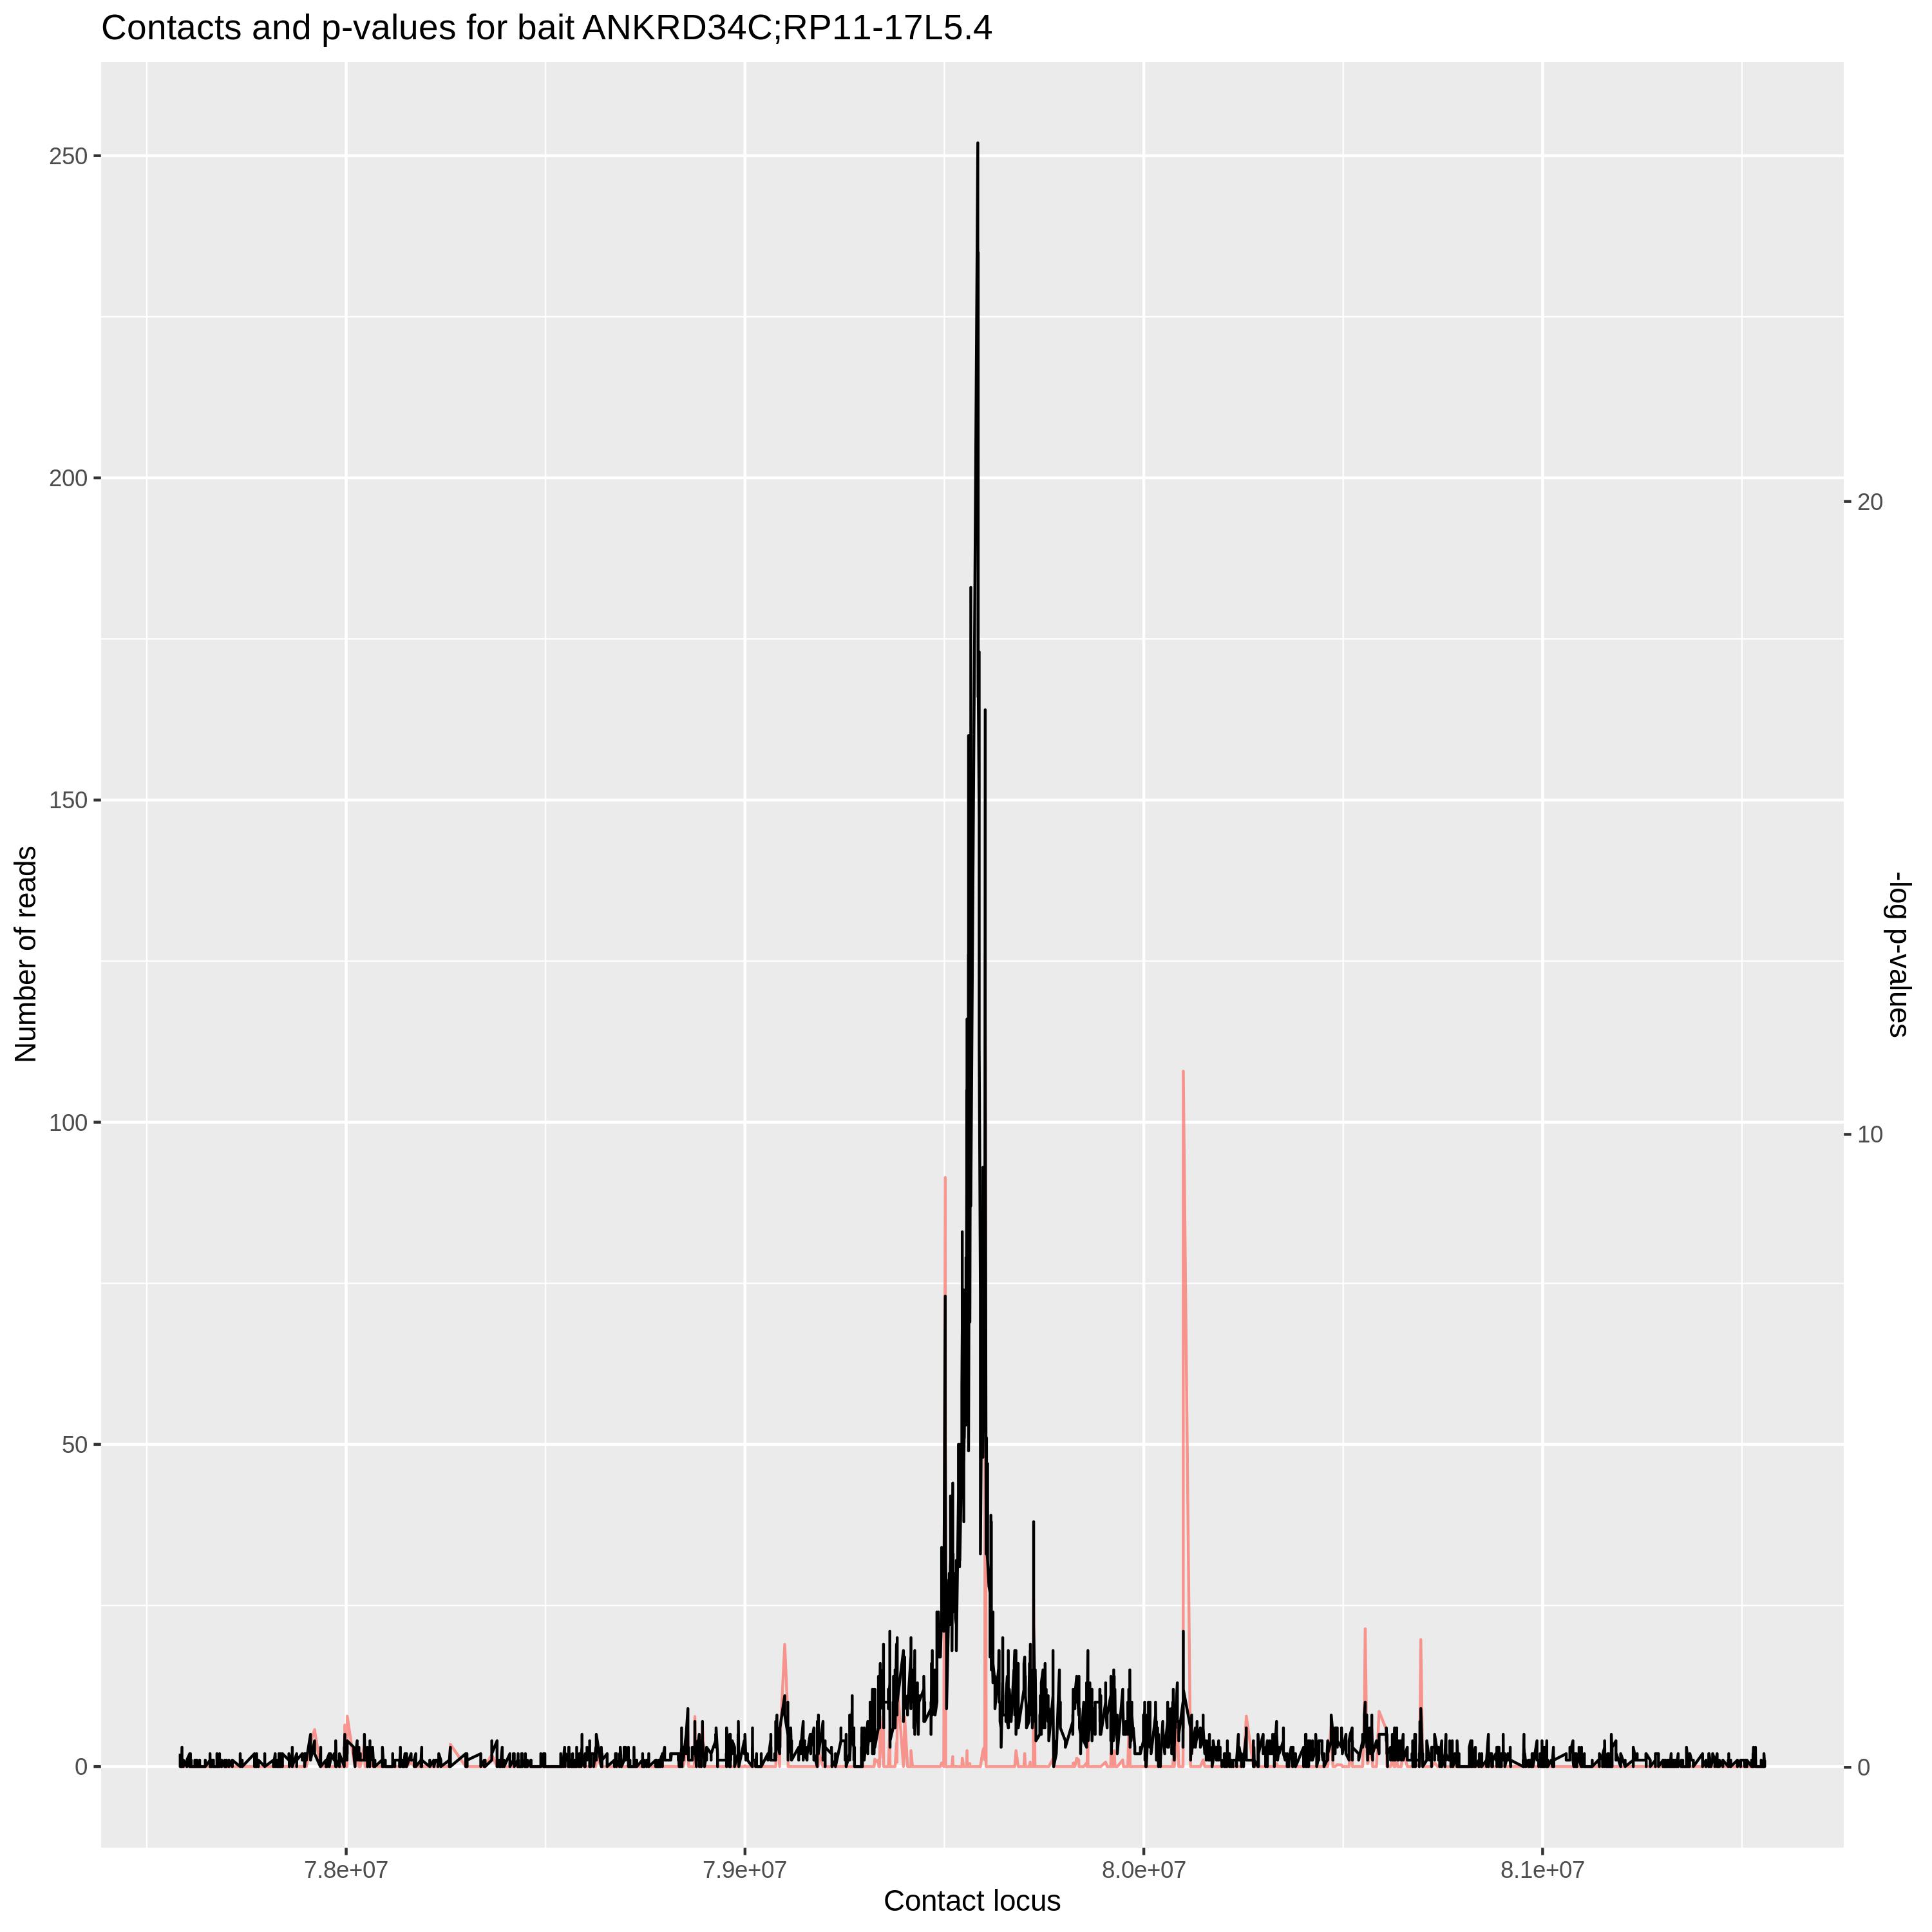 Contacts and p-values for bait ANKRD34C;RP11-17L5.4
250
200
150
100
50
0
Number of reads
20
10
0
-log p-values
7.8e+07
7.9e+07
8.0e+07
8.1e+07
Contact locus